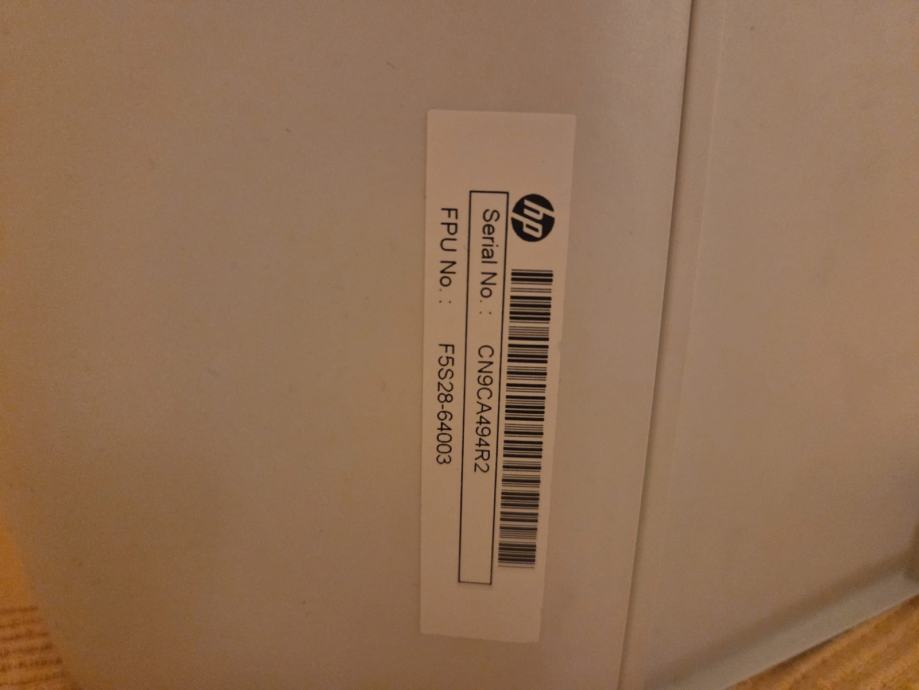 hp
Serial No. : CN9CA494R2
FPU No. : F5S28-64003